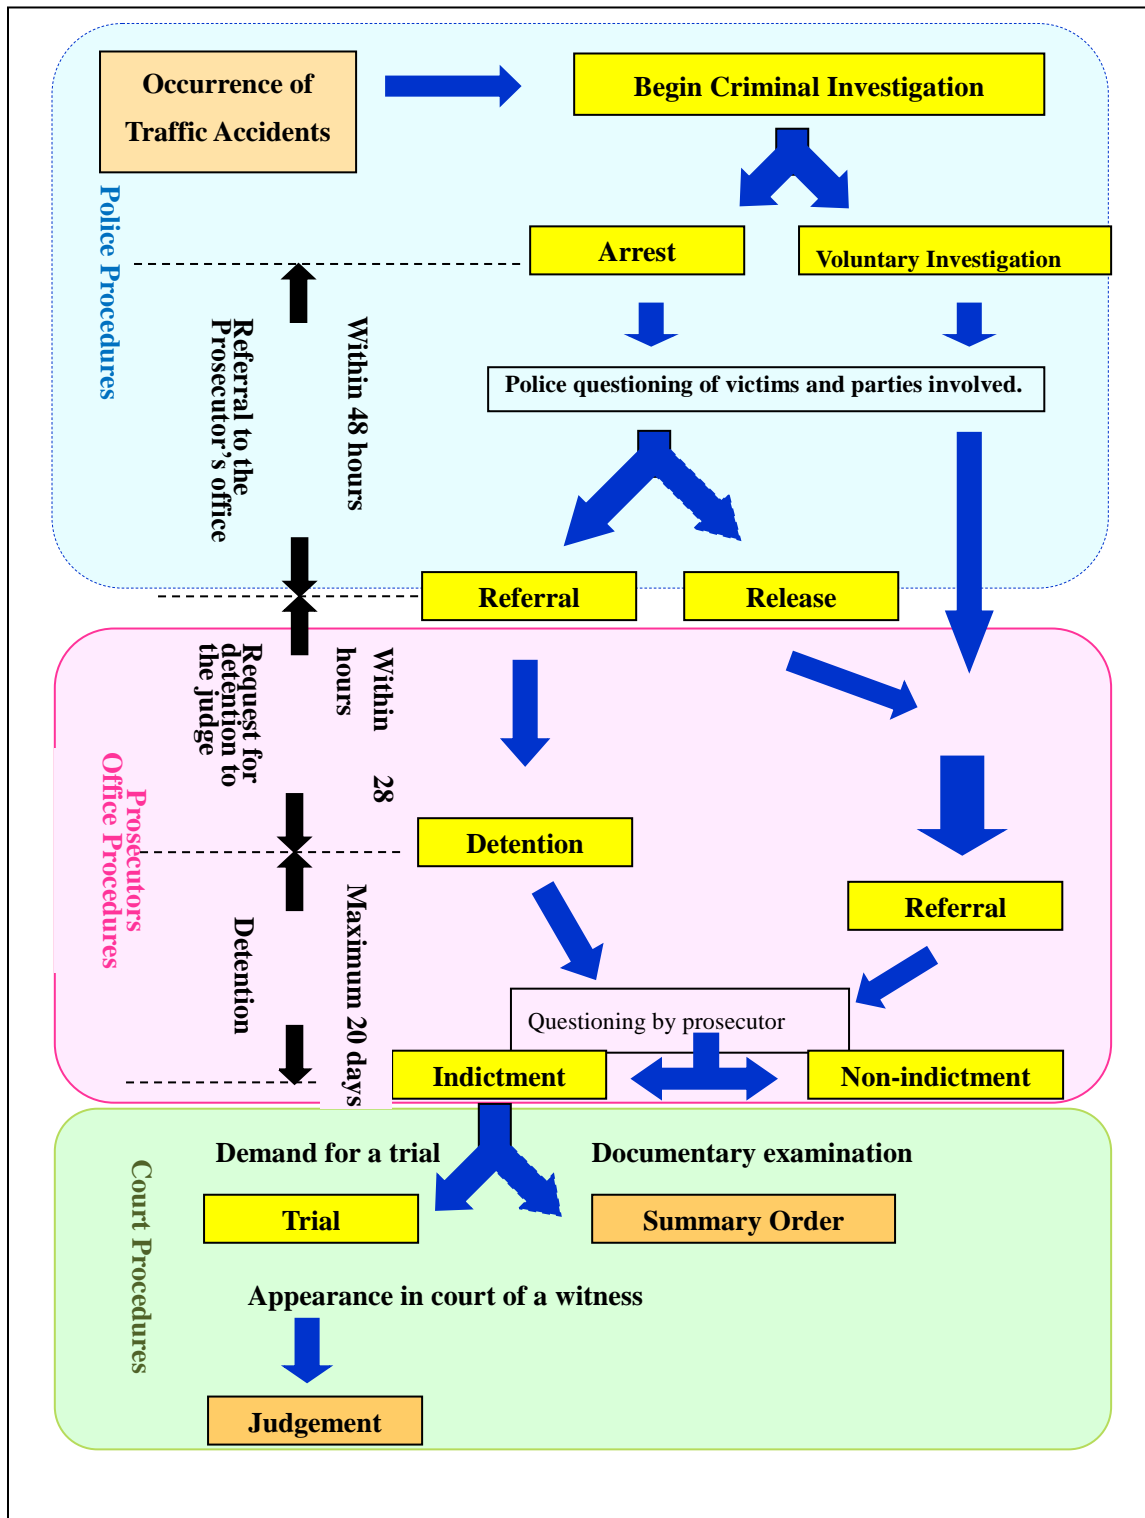 Occurrence of
Traffic Accidents
Begin Criminal Investigation
Police Procedures
Arrest
Voluntary Investigation
Referral to the
Prosecutor's office
Within 48 hours
Police questioning of victims and parties involved.
Referral
Release
Request for
detention to
the judge
Within 28
hours
Prosecutors
Office Procedures
Detention
Referral
Detention
Maximum 20 days
Questioning by prosecutor
Indictment
Non-indictment
Court Procedures
Demand for a trial
Documentary examination
Trial
Summary Order
Appearance in court of a witness
Judgement